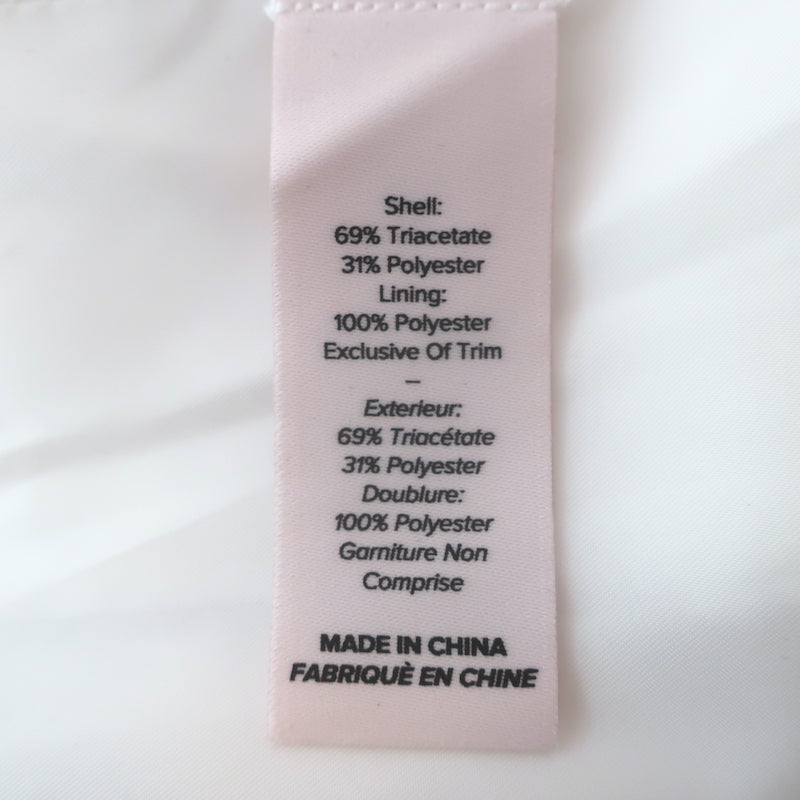 Shell:
69% Triacetate
31% Polyester
Lining:
100% Polyester
Exclusive Of Trim
–
Exterieur:
69% Triacétate
31% Polyester
Doublure:
100% Polyester
Garniture Non
Comprise
MADE IN CHINA
FABRIQUÈ EN CHINE